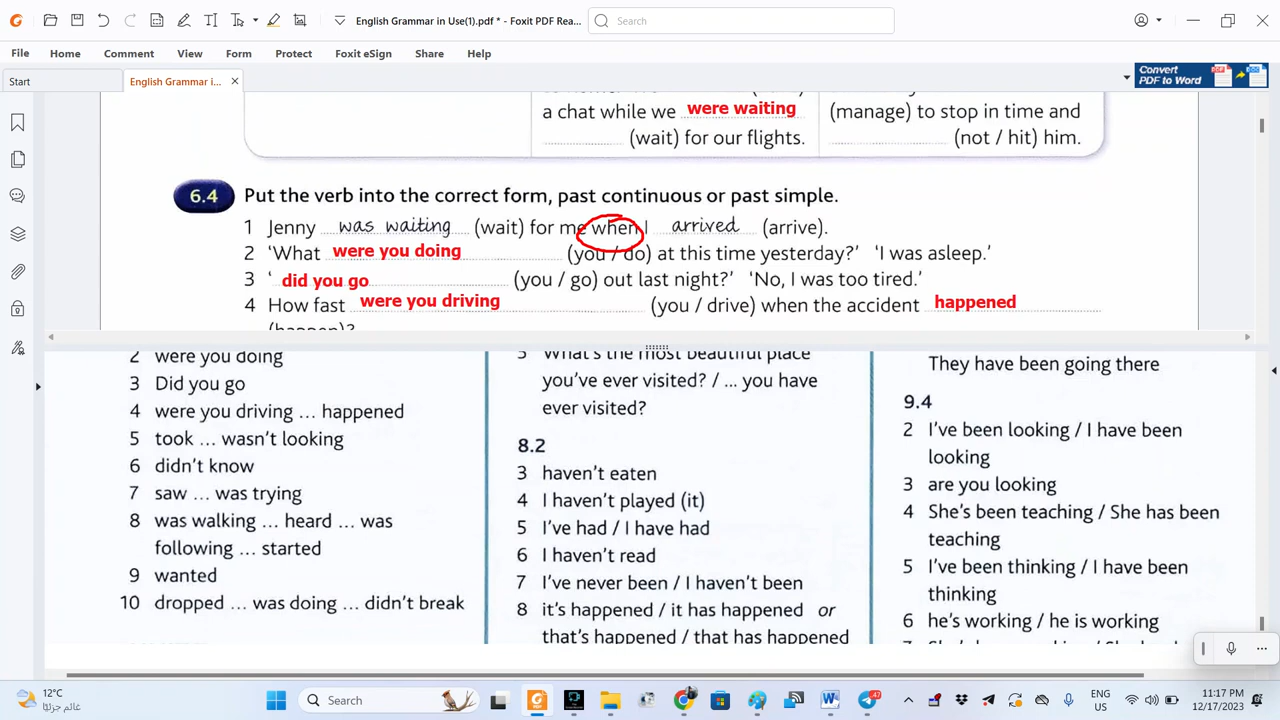 English Grammar in Use(1).pdf * - Foxit PDF Rea...
Search
File Home Comment View Form Protect Foxit eSign Share Help
Start
English Grammar i...
Convert PDF to Word
a chat while we were waiting
(wait) for our flights.
(manage) to stop in time and
(not / hit) him.
6.4 Put the verb into the correct form, past continuous or past simple.
1 Jenny was waiting (wait) for me when I arrived (arrive).
2 'What were you doing (you / do) at this time yesterday?' 'I was asleep.'
3 ' did you go (you / go) out last night?' 'No, I was too tired.'
4 How fast were you driving (you / drive) when the accident happened
(happen)?
2 were you doing
3 Did you go
4 were you driving ... happened
5 took ... wasn't looking
6 didn't know
7 saw ... was trying
8 was walking ... heard ... was
following ... started
9 wanted
10 dropped ... was doing ... didn't break
What's the most beautiful place
you've ever visited? / ... you have
ever visited?
8.2
3 haven't eaten
4 I haven't played (it)
5 I've had / I have had
6 I haven't read
7 I've never been / I haven't been
8 it's happened / it has happened or
that's happened / that has happened
They have been going there
9.4
2 I've been looking / I have been
looking
3 are you looking
4 She's been teaching / She has been
teaching
5 I've been thinking / I have been
thinking
6 he's working / he is working
12°C
غائم جزئيًا
Search
47
ENG
US
11:17 PM
12/17/2023